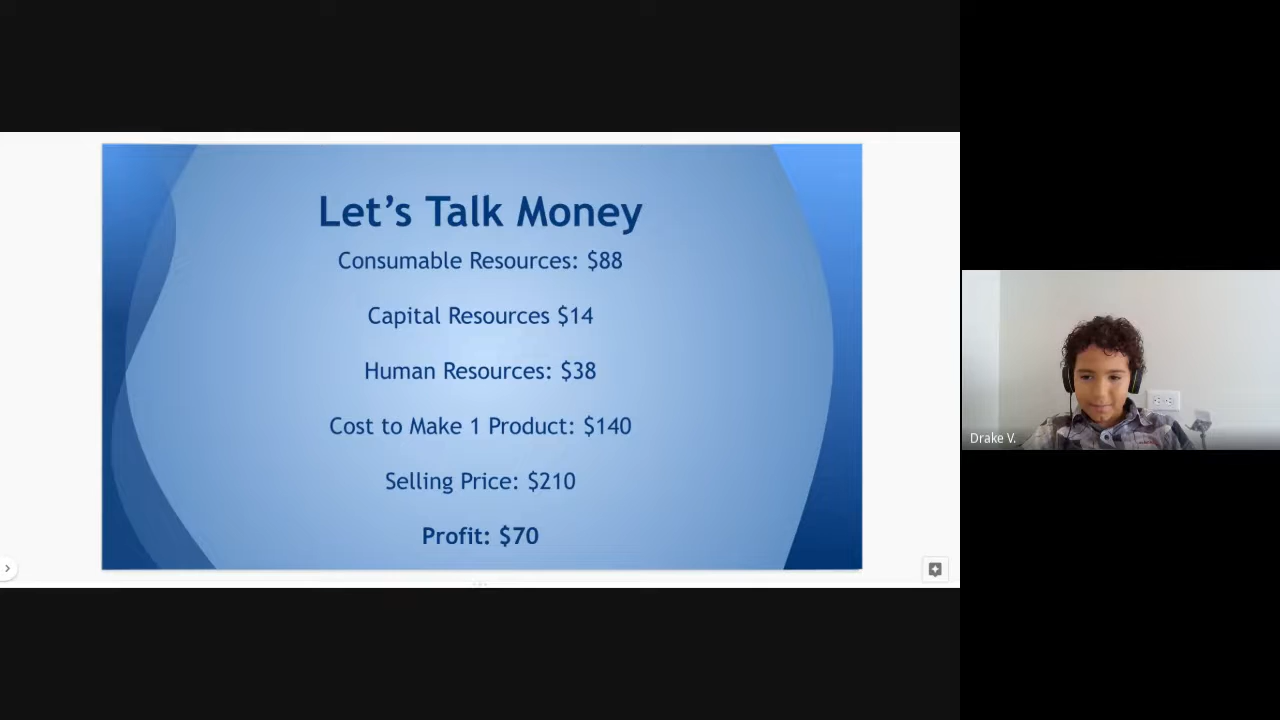 Let's Talk Money
Consumable Resources: $88
Capital Resources $14
Human Resources: $38
Cost to Make 1 Product: $140
Selling Price: $210
Profit: $70
Drake V.